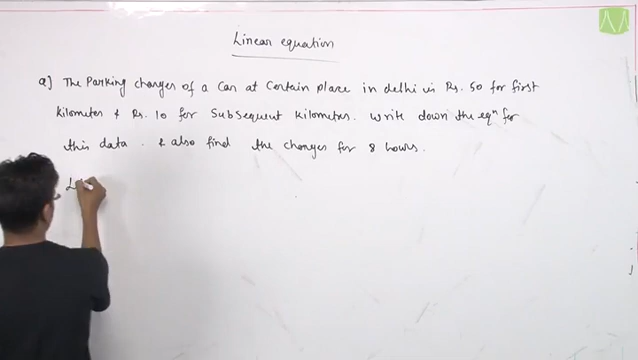 Linear equation
Q] The Parking charges of a Car at Certain place in delhi is Rs. 50 for first
kilometer & Rs. 10 for Subsequent kilometer. Write down the eqn for
this data. & also find the charges for 8 hours.